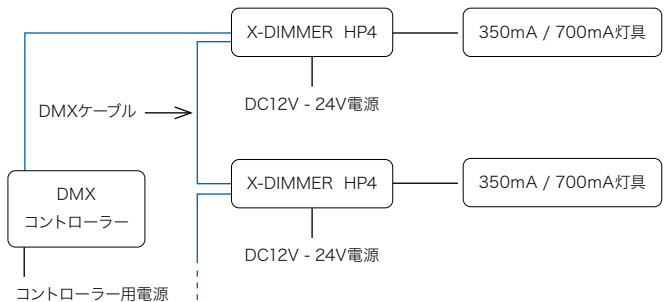 X-DIMMER HP4
350mA / 700mA灯具
DC12V - 24V電源
DMXケーブル
X-DIMMER HP4
350mA / 700mA灯具
DMX
コントローラー
DC12V - 24V電源
コントローラー用電源